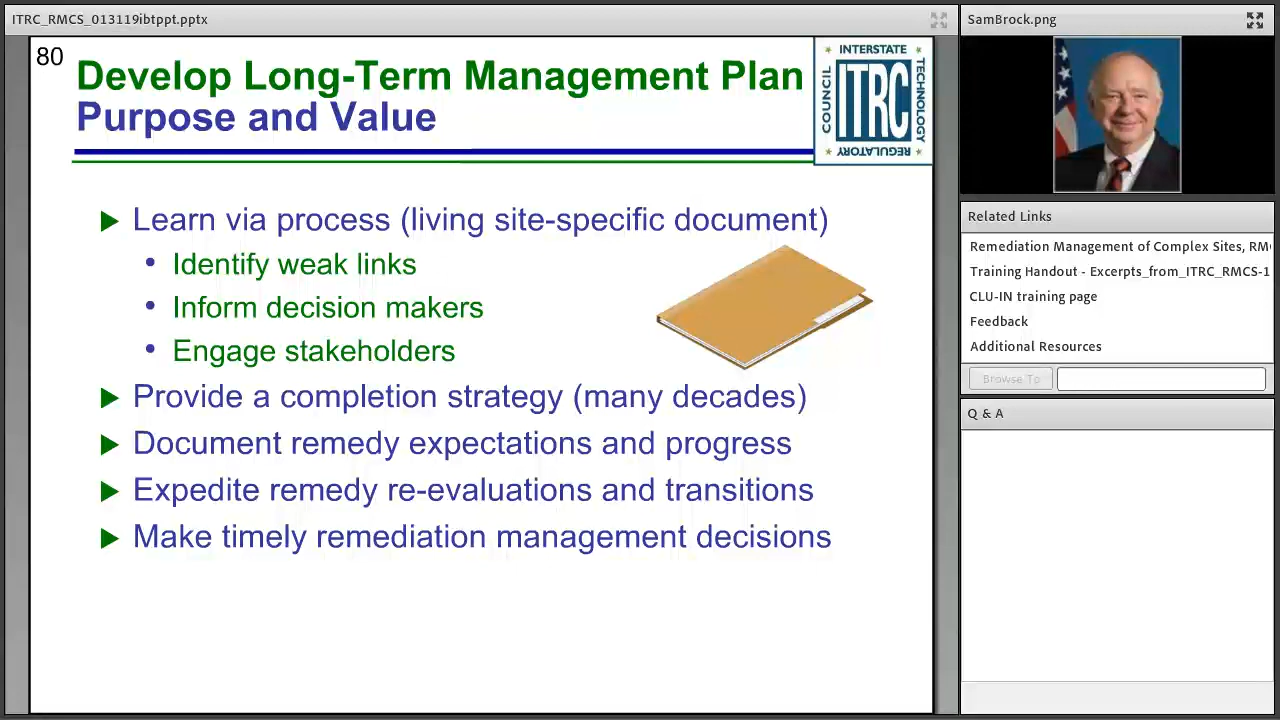 ITRC_RMCS_013119ibtppt.pptx
80
Develop Long-Term Management Plan
Purpose and Value
INTERSTATE
COUNCIL
ITRC
TECHNOLOGY
REGULATORY
Learn via process (living site-specific document)
• Identify weak links
• Inform decision makers
• Engage stakeholders
Provide a completion strategy (many decades)
Document remedy expectations and progress
Expedite remedy re-evaluations and transitions
Make timely remediation management decisions
SamBrock.png
Related Links
Remediation Management of Complex Sites, RM
Training Handout - Excerpts_from_ITRC_RMCS-1
CLU-IN training page
Feedback
Additional Resources
Browse To
Q & A